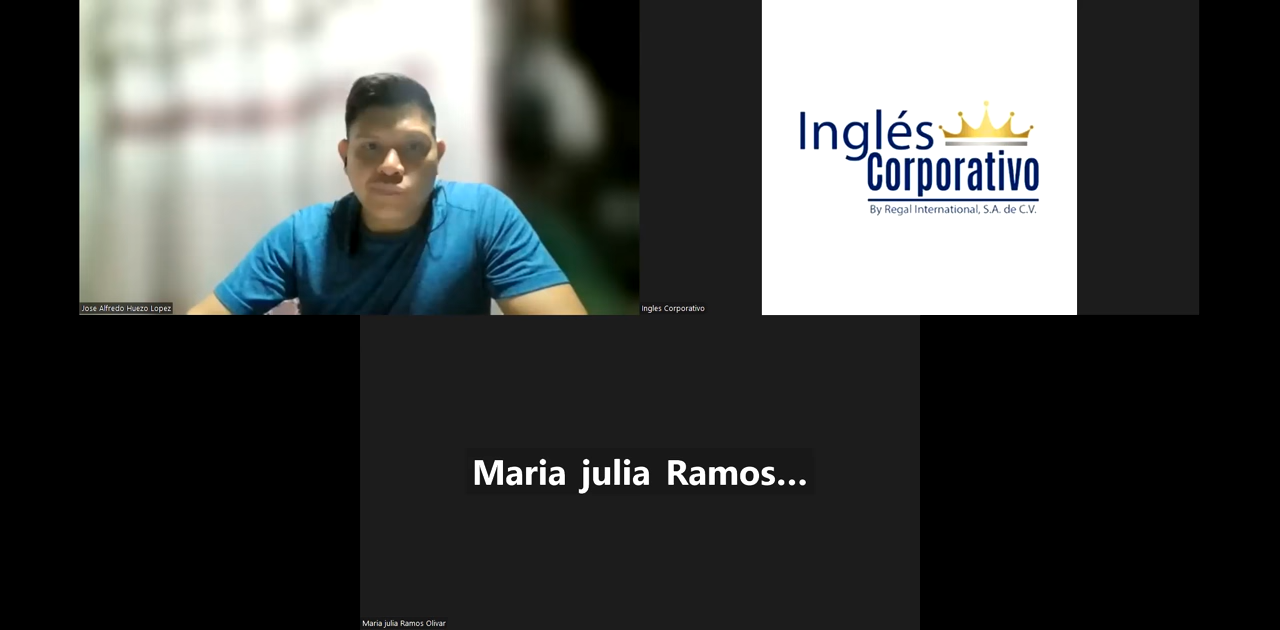 Inglés
Corporativo
By Regal International, S.A. de C.V.
Jose Alfredo Huezo Lopez
Ingles Corporativo
Maria julia Ramos...
Maria julia Ramos Olivar